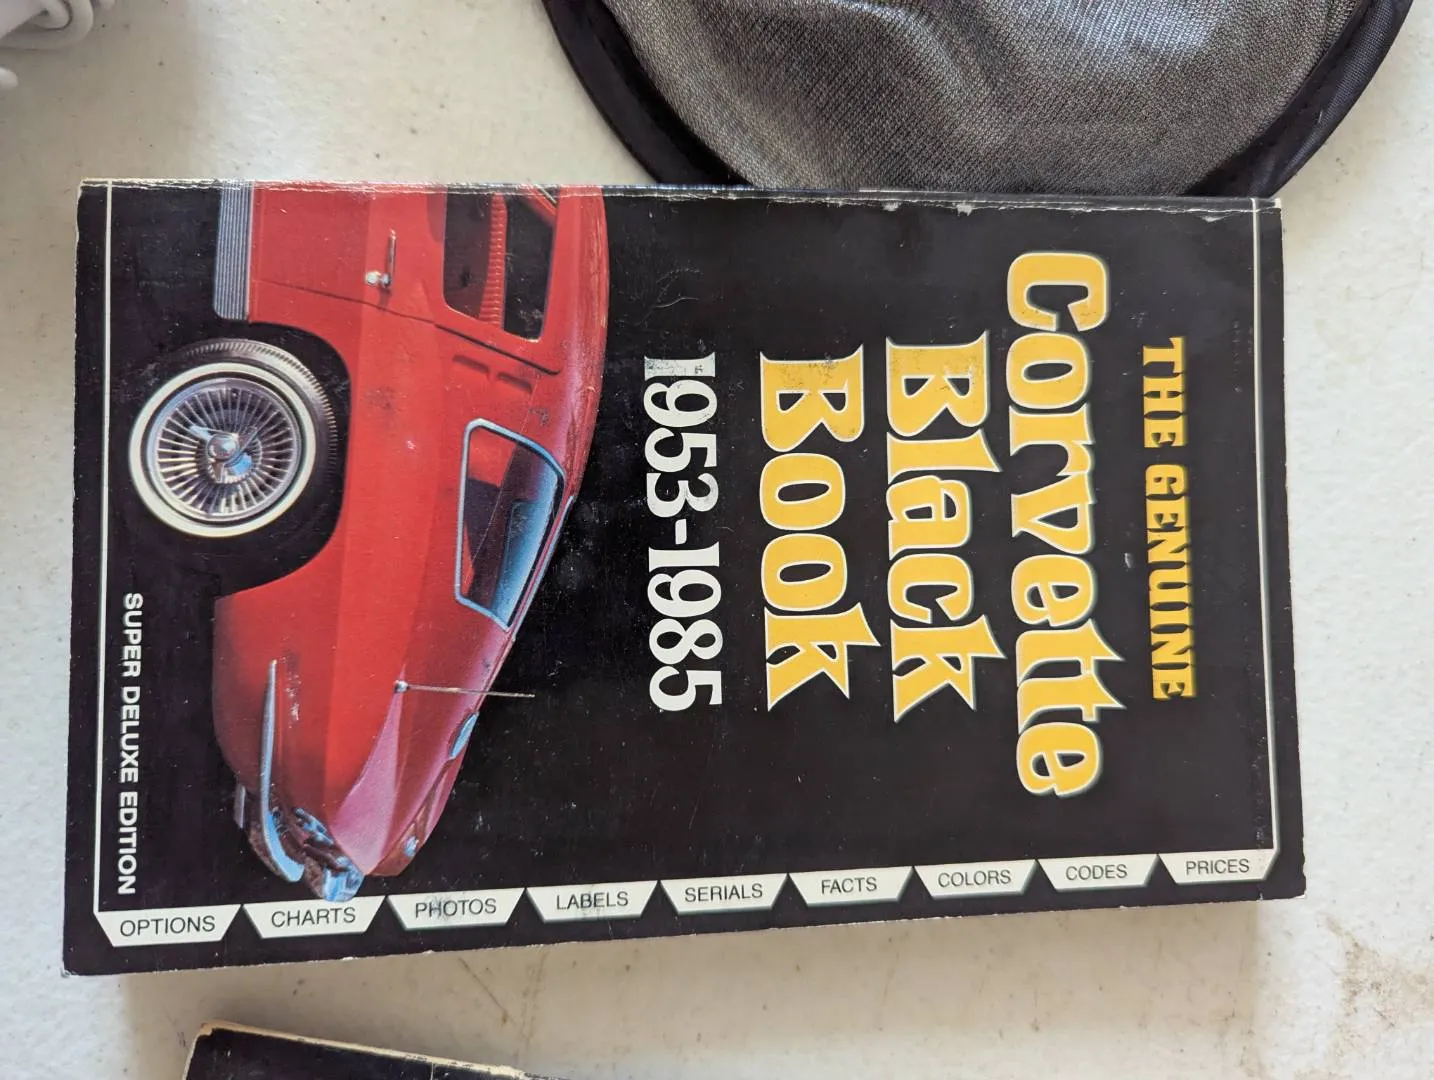 THE GENUINE
Corvette
Black
Book
1953-1985
PRICES
CODES
COLORS
FACTS
SERIALS
LABELS
PHOTOS
CHARTS
OPTIONS
SUPER DELUXE EDITION